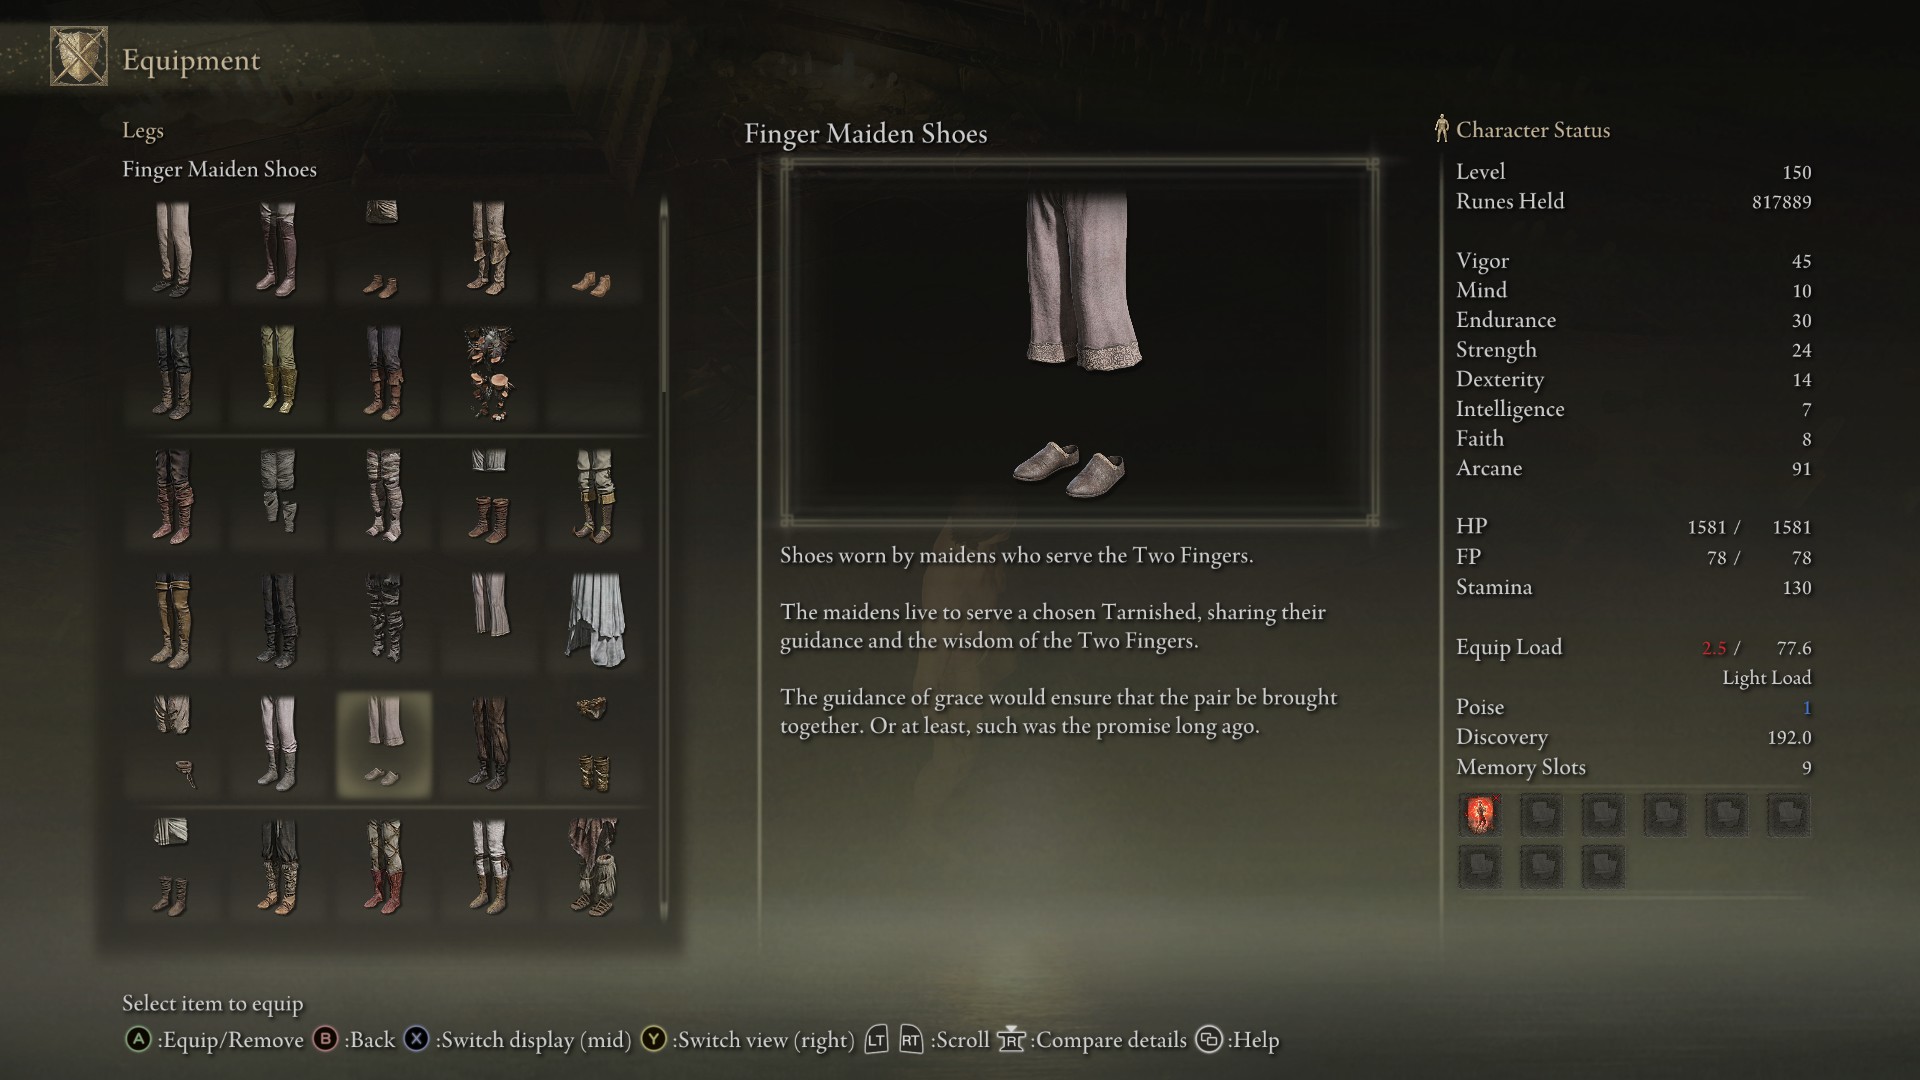 Equipment
Legs
Finger Maiden Shoes
Finger Maiden Shoes
Shoes worn by maidens who serve the Two Fingers.
The maidens live to serve a chosen Tarnished, sharing their
guidance and the wisdom of the Two Fingers.
The guidance of grace would ensure that the pair be brought
together. Or at least, such was the promise long ago.
Character Status
Level 150
Runes Held 817889
Vigor 45
Mind 10
Endurance 30
Strength 24
Dexterity 14
Intelligence 7
Faith 8
Arcane 91
HP 1581 / 1581
FP 78 / 78
Stamina 130
Equip Load 2.5 / 77.6
Light Load
Poise 1
Discovery 192.0
Memory Slots 9
Select item to equip
A :Equip/Remove B :Back X :Switch display (mid) Y :Switch view (right) LT RT :Scroll R :Compare details :Help